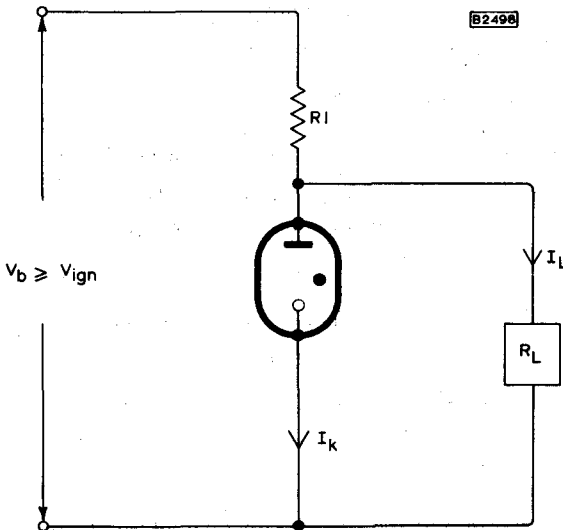 B2498
R1
V_b ≥ V_ign
I_L
R_L
I_k